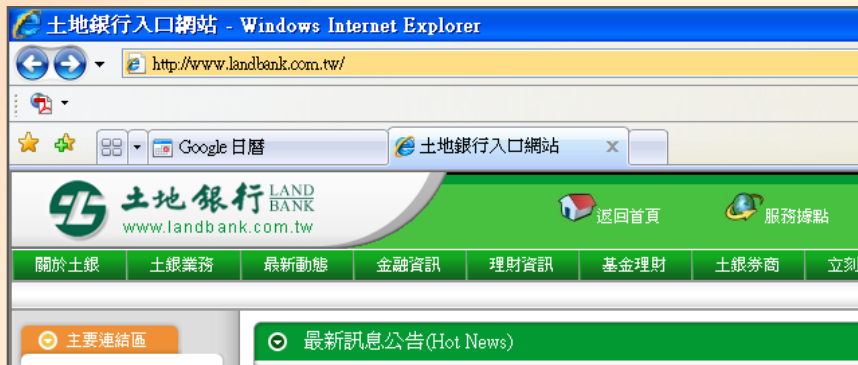 土地銀行入口網站 - Windows Internet Explorer
http://www.landbank.com.tw/
Google 日曆
土地銀行入口網站
土地銀行 LAND BANK
www.landbank.com.tw
返回首頁 服務據點
關於土銀 土銀業務 最新動態 金融資訊 理財資訊 基金理財 土銀券商 立刻
主要連結區
最新訊息公告(Hot News)